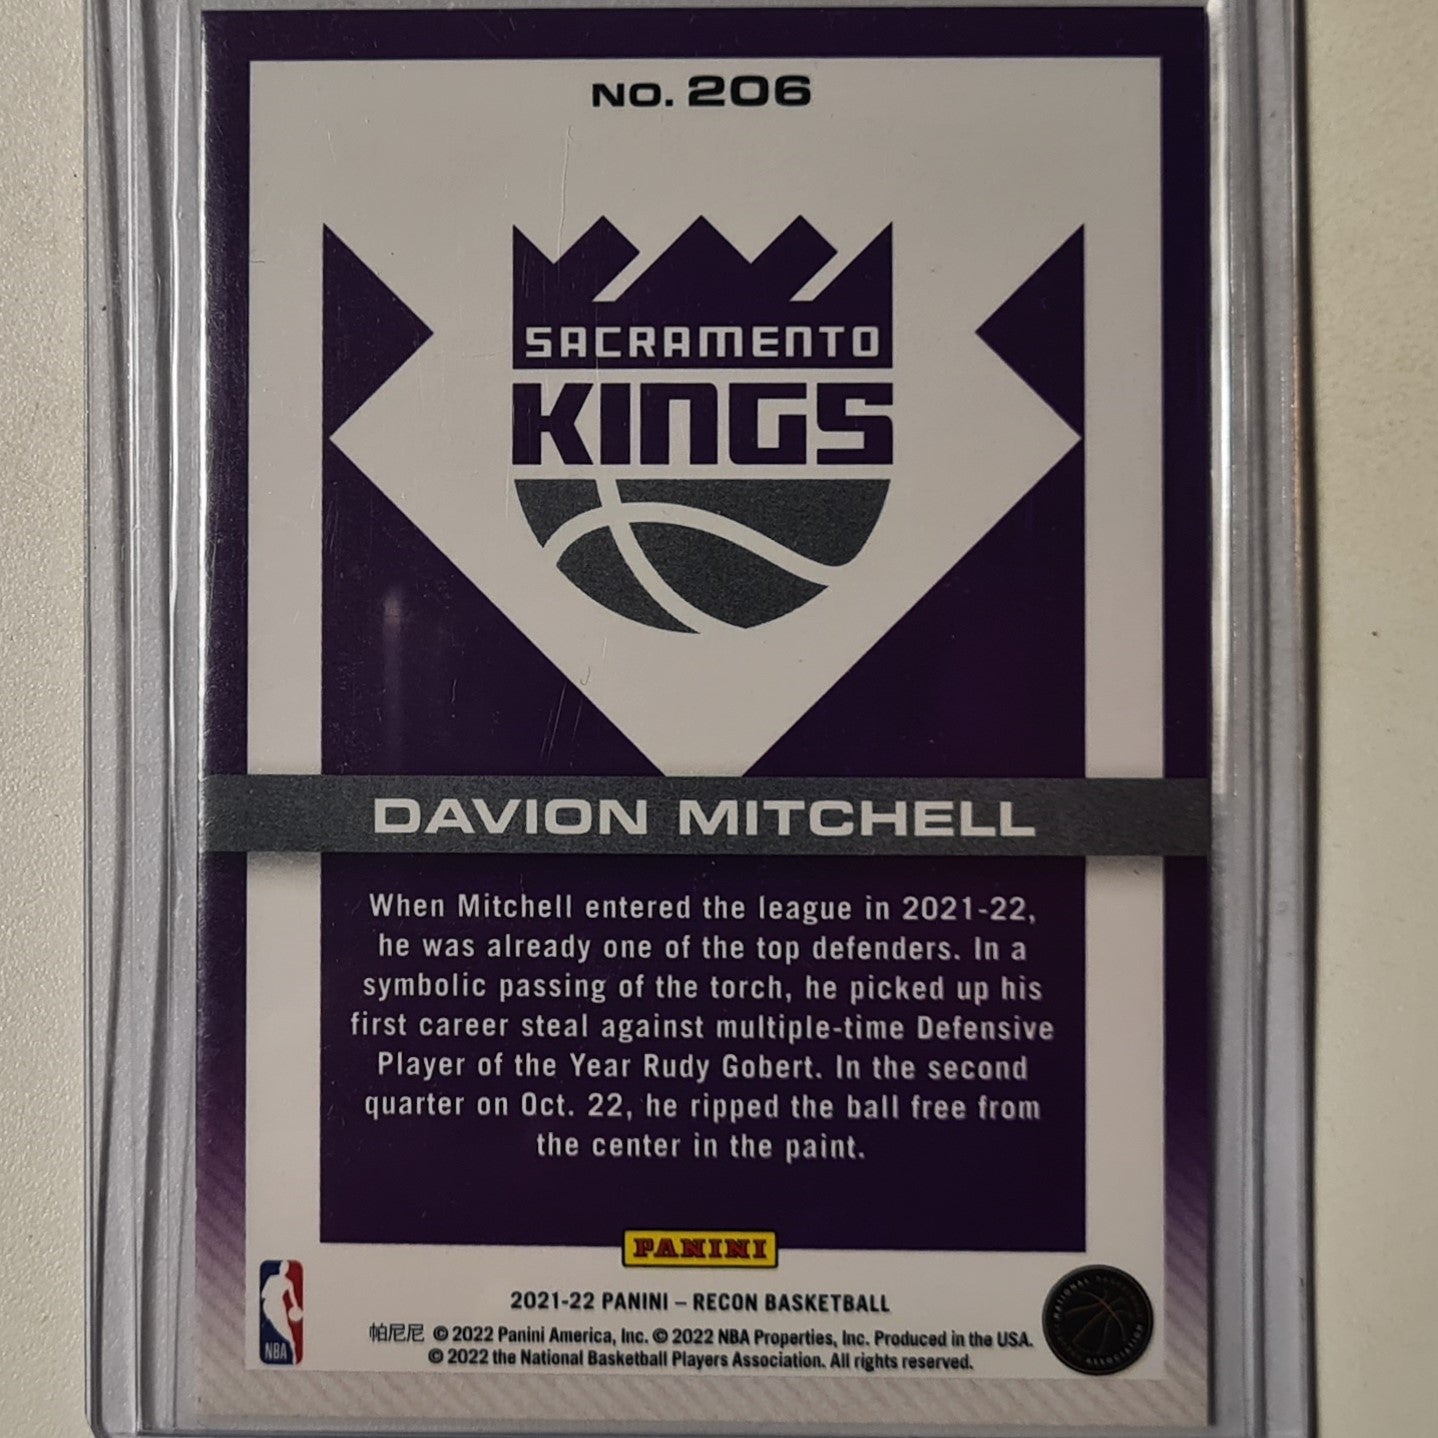 NO. 206
SACRAMENTO
KINGS
DAVION MITCHELL
When Mitchell entered the league in 2021-22,
he was already one of the top defenders. In a
symbolic passing of the torch, he picked up his
first career steal against multiple-time Defensive
Player of the Year Rudy Gobert. In the second
quarter on Oct. 22, he ripped the ball free from
the center in the paint.
PANINI
2021-22 PANINI – RECON BASKETBALL
帕尼尼 © 2022 Panini America, Inc. © 2022 NBA Properties, Inc. Produced in the USA.
© 2022 the National Basketball Players Association. All rights reserved.
NBA
NATIONAL BASKETBALL
ASSOCIATION